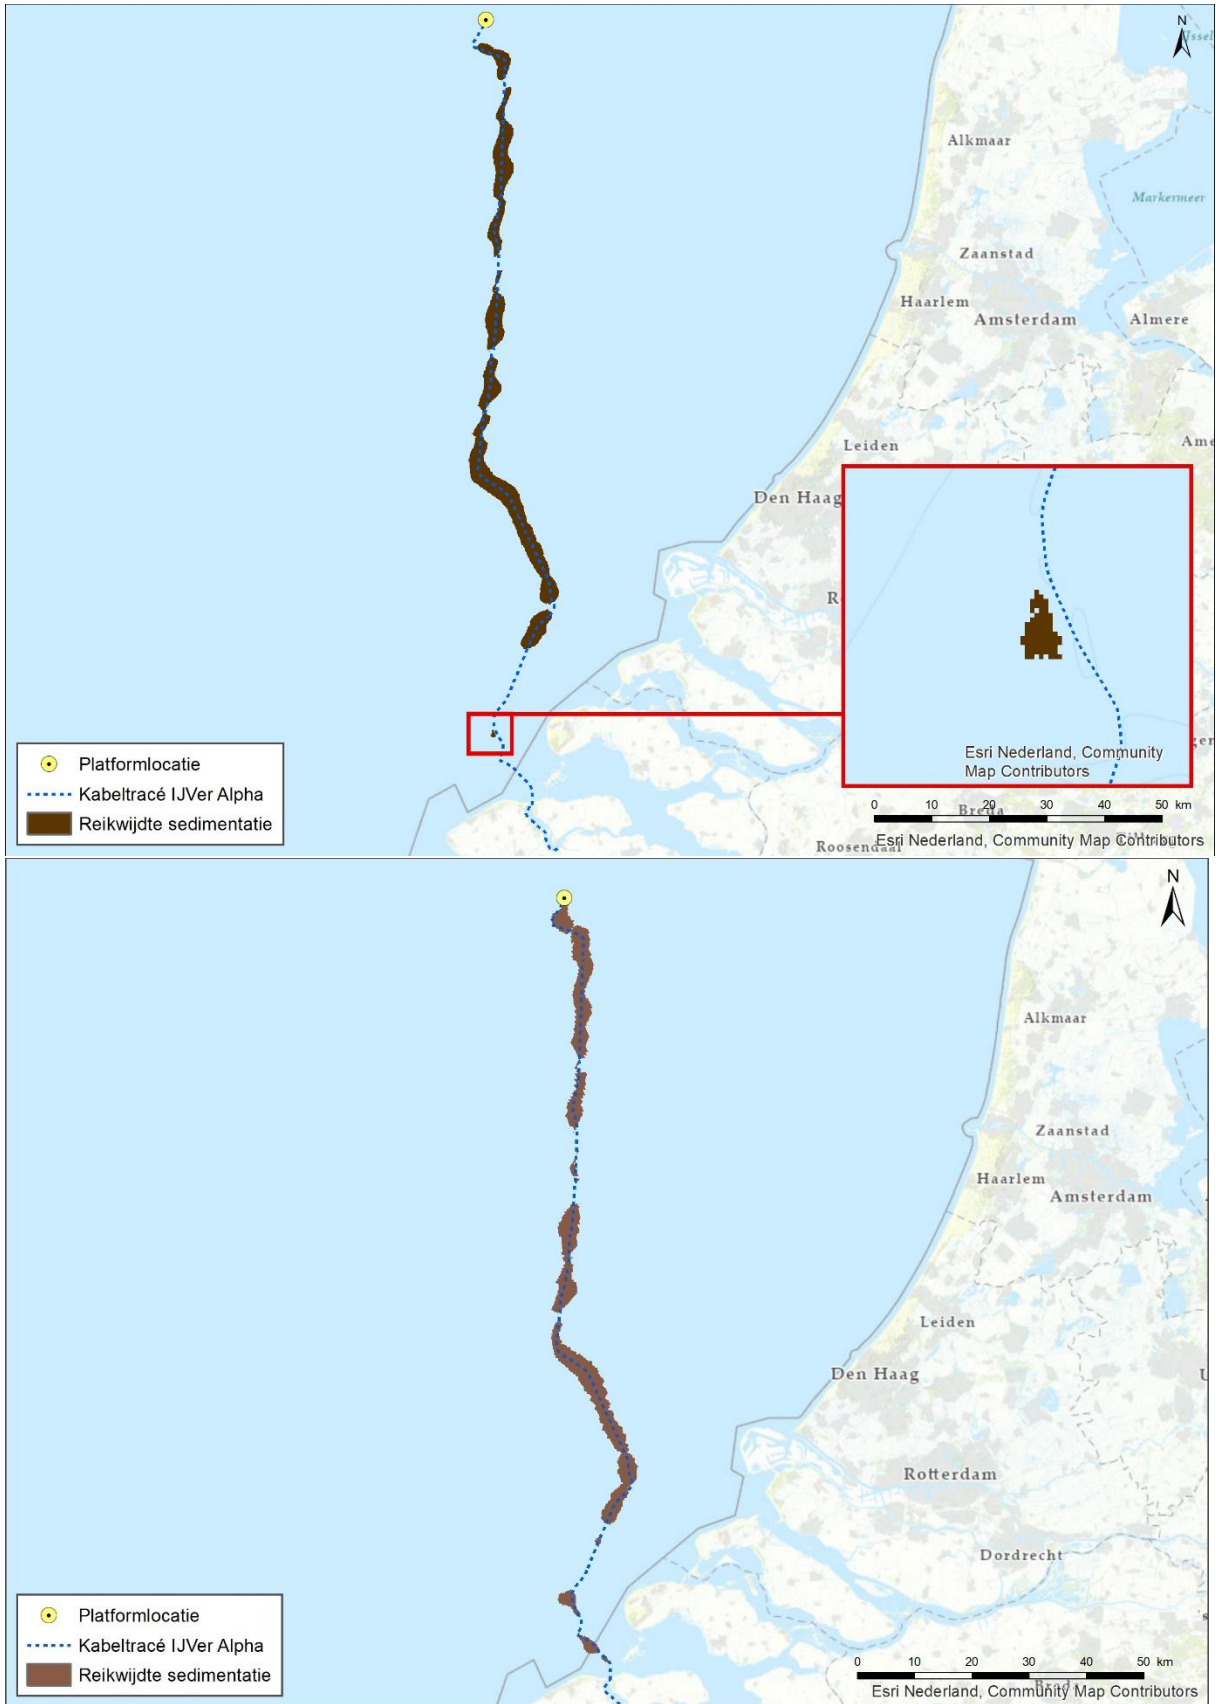 N
Alkmaar
Markermeer
Zaanstad
Haarlem
Amsterdam
Almere
Leiden
Den Haag
Esri Nederland, Community
Map Contributors
Platformlocatie
Kabeltracé IJVer Alpha
Reikwijdte sedimentatie
0 10 20 30 40 50 km
Breda
Roosendaal
Esri Nederland, Community Map Contributors
N
Alkmaar
Zaanstad
Haarlem
Amsterdam
Leiden
Den Haag
Rotterdam
Dordrecht
Platformlocatie
Kabeltracé IJVer Alpha
Reikwijdte sedimentatie
0 10 20 30 40 50 km
Esri Nederland, Community Map Contributors